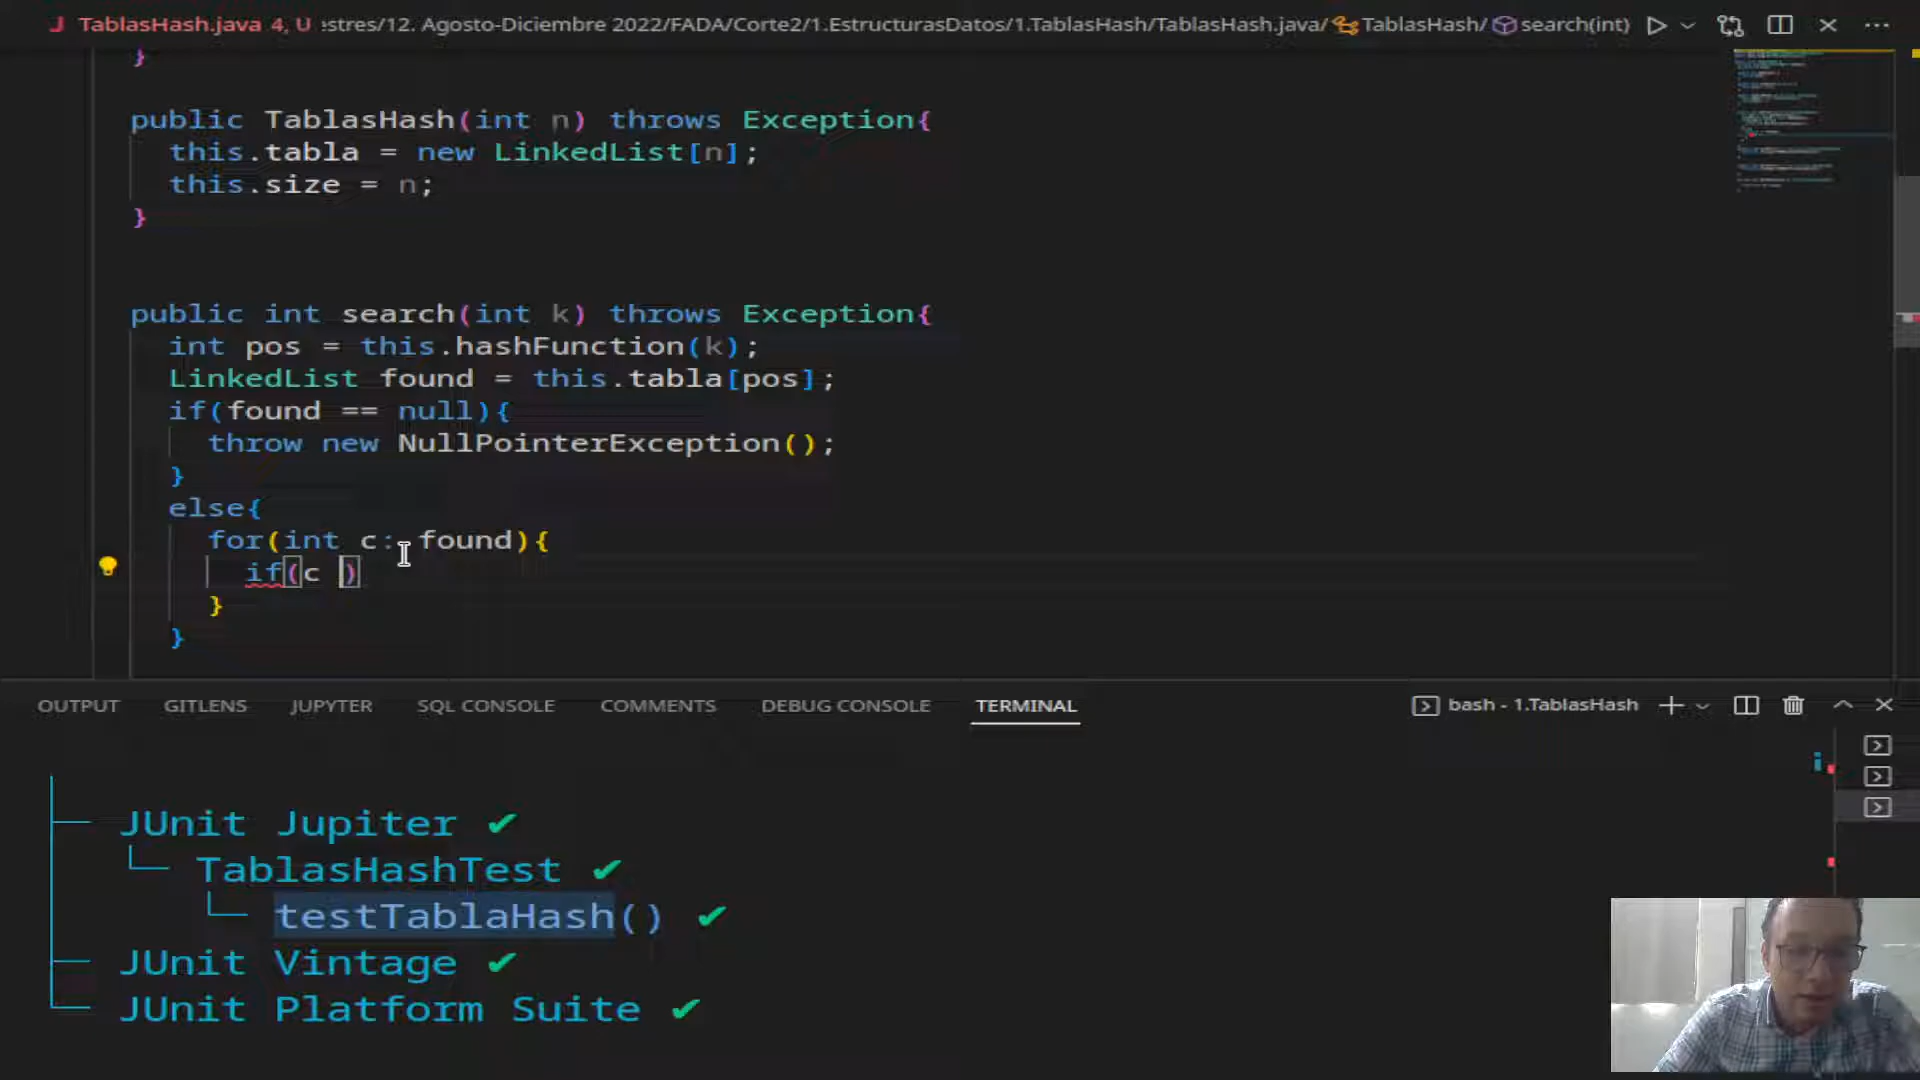 TablasHash.java 4, U estres/12. Agosto-Diciembre 2022/FADA/Corte2/1.EstructurasDatos/1.TablasHash/TablasHash.java/ TablasHash/ search(int)
}
public TablasHash(int n) throws Exception{
this.tabla = new LinkedList[n];
this.size = n;
}
public int search(int k) throws Exception{
int pos = this.hashFunction(k);
LinkedList found = this.tabla[pos];
if(found == null){
throw new NullPointerException();
}
else{
for(int c: found){
if(c )
}
}
OUTPUT GITLENS JUPYTER SQL CONSOLE COMMENTS DEBUG CONSOLE TERMINAL bash - 1.TablasHash
JUnit Jupiter ✔
TablasHashTest ✔
testTablaHash() ✔
JUnit Vintage ✔
JUnit Platform Suite ✔